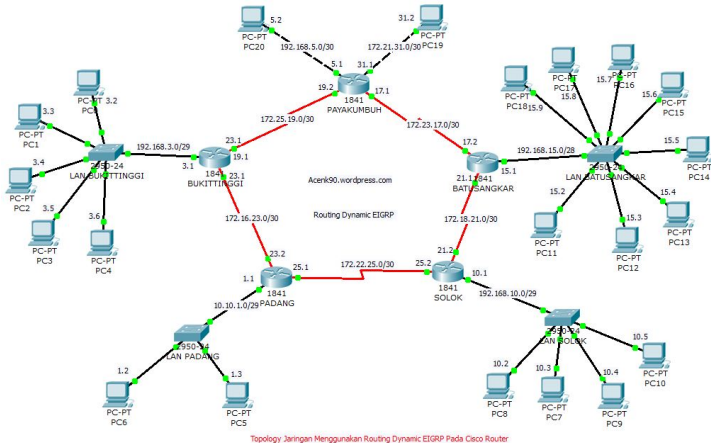 5.2
PC-PT
PC20
192.168.5.0/30
31.2
PC-PT
PC19
172.21.31.0/30
5.1
31.1
19.2
17.1
1841
PAYAKUMBUH
172.25.19.0/30
172.23.17.0/30
PC-PT
3.2
3.3
PC-PT
PC1
3.4
PC-PT
PC2
3.5
PC-PT
PC3
3.6
PC-PT
PC4
2950-24
LAN BUKITTINGGI
192.168.3.0/29
3.1
23.1
19.1
1841
BUKITTINGGI
23.1
Acenk90.wordpress.com
Routing Dynamic EIGRP
17.2
21.1
1841
BATUSANGKAR
15.1
192.168.15.0/28
2950-24
LAN BATUSANGKAR
PC-PT
PC18
15.9
PC-PT
PC17
15.8
15.7
PC-PT
PC16
15.6
PC-PT
PC15
15.5
PC-PT
PC14
15.4
PC-PT
PC13
15.3
PC-PT
PC12
15.2
PC-PT
PC11
172.16.23.0/30
172.18.21.0/30
23.2
25.1
1.1
1841
PADANG
172.22.25.0/30
21.2
25.2
10.1
1841
SOLOK
10.10.1.0/29
192.168.10.0/29
2950-24
LAN PADANG
1.2
PC-PT
PC6
1.3
PC-PT
PC5
2950-24
LAN SOLOK
10.2
PC-PT
PC8
10.3
PC-PT
PC7
10.4
PC-PT
PC9
10.5
PC-PT
PC10
Topology Jaringan Menggunakan Routing Dynamic EIGRP Pada Cisco Router